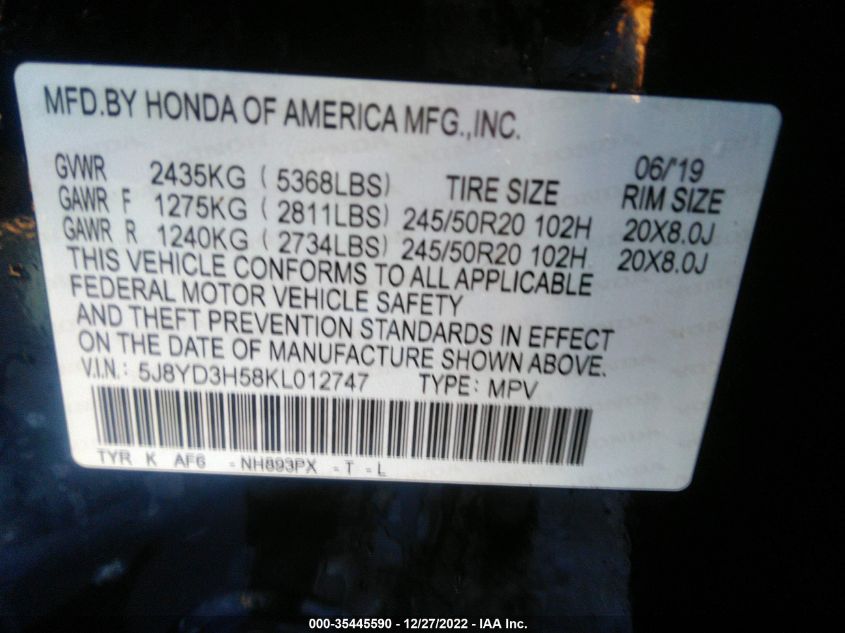 MFD.BY HONDA OF AMERICA MFG.,INC.
06/'19
GVWR 2435KG ( 5368LBS) TIRE SIZE RIM SIZE
GAWR F 1275KG ( 2811LBS) 245/50R20 102H 20X8.0J
GAWR R 1240KG ( 2734LBS) 245/50R20 102H 20X8.0J
THIS VEHICLE CONFORMS TO ALL APPLICABLE
FEDERAL MOTOR VEHICLE SAFETY
AND THEFT PREVENTION STANDARDS IN EFFECT
ON THE DATE OF MANUFACTURE SHOWN ABOVE.
V.I.N.: 5J8YD3H58KL012747 TYPE: MPV
TYR K AF6 - NH893PX - T - L
000-35445590 - 12/27/2022 - IAA Inc.